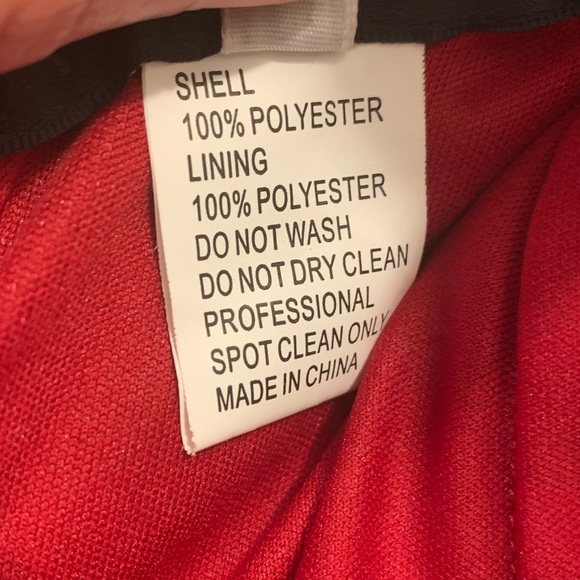 SHELL
100% POLYESTER
LINING
100% POLYESTER
DO NOT WASH
DO NOT DRY CLEAN
PROFESSIONAL
SPOT CLEAN ONLY
MADE IN CHINA